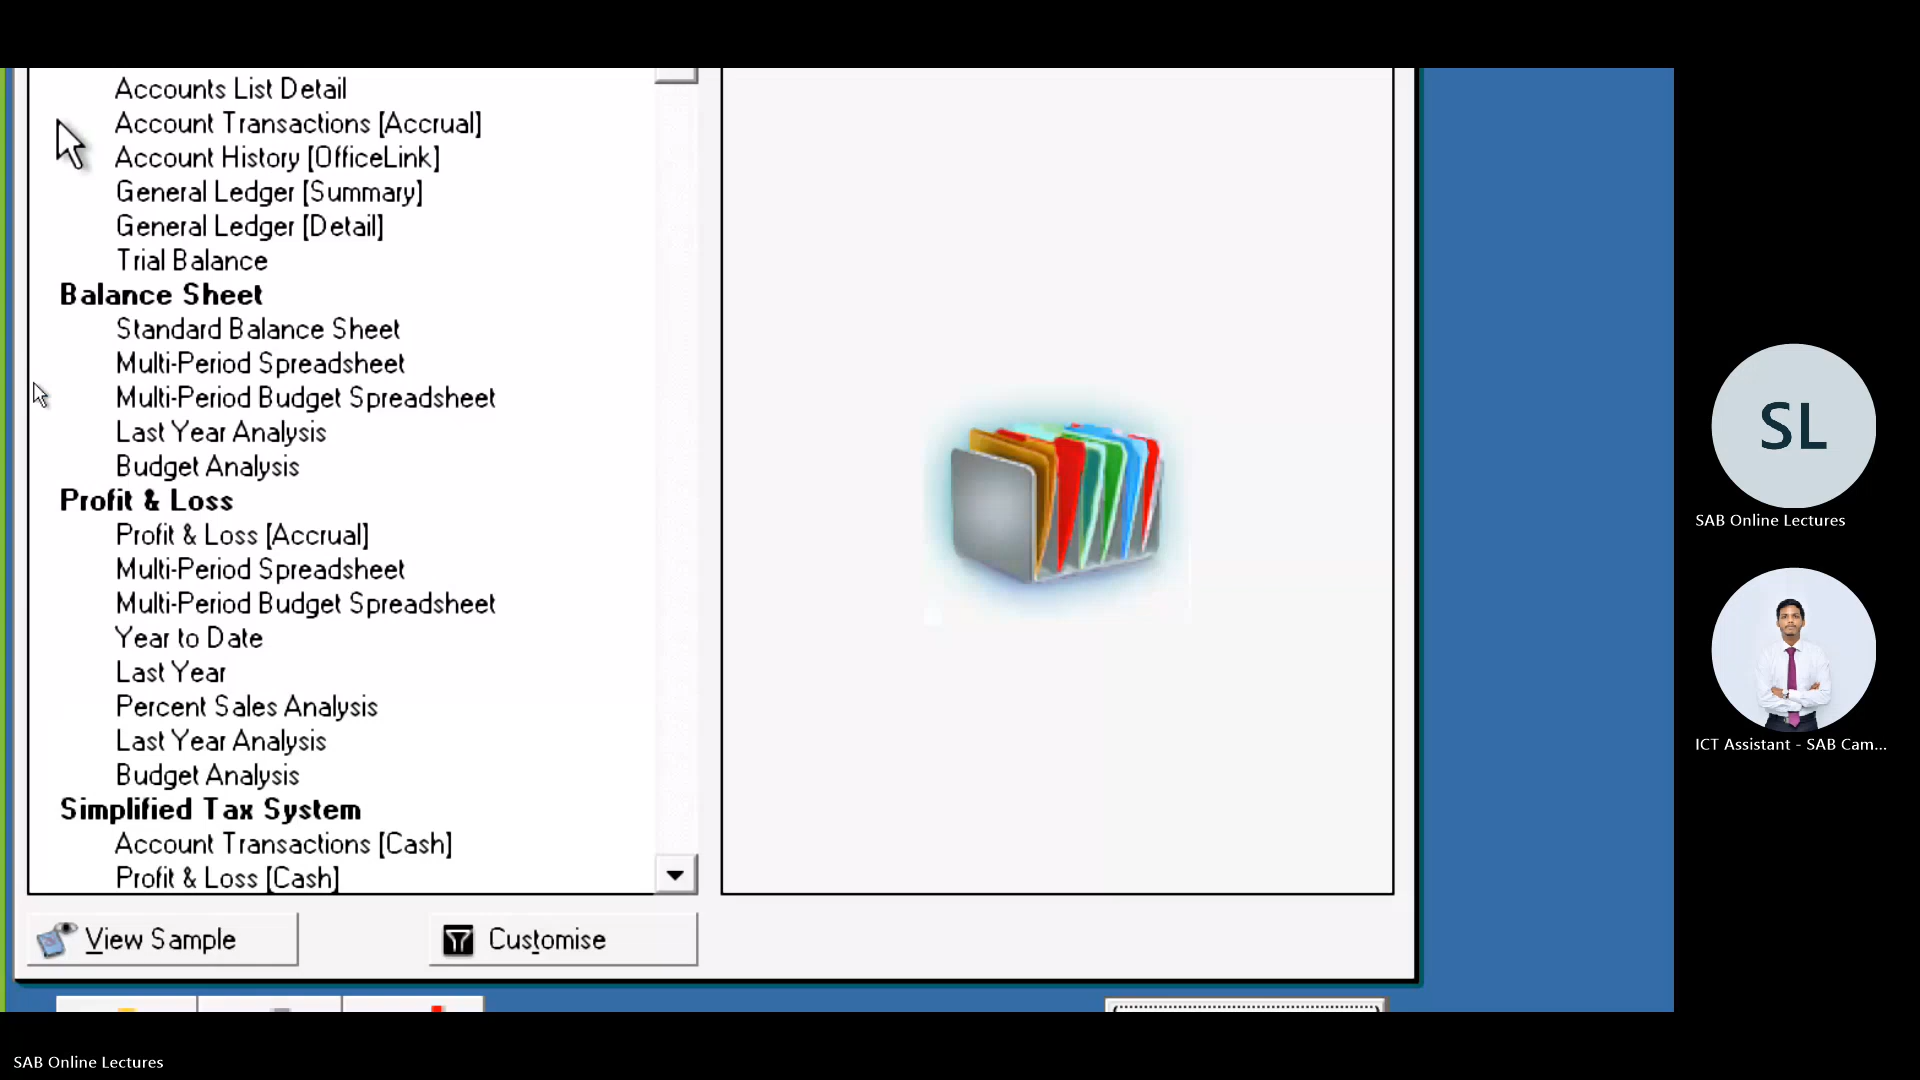 Accounts List Detail
Account Transactions [Accrual]
Account History [OfficeLink]
General Ledger [Summary]
General Ledger [Detail]
Trial Balance
Balance Sheet
Standard Balance Sheet
Multi-Period Spreadsheet
Multi-Period Budget Spreadsheet
Last Year Analysis
Budget Analysis
Profit & Loss
Profit & Loss [Accrual]
Multi-Period Spreadsheet
Multi-Period Budget Spreadsheet
Year to Date
Last Year
Percent Sales Analysis
Last Year Analysis
Budget Analysis
Simplified Tax System
Account Transactions [Cash]
Profit & Loss [Cash]
View Sample
Customise
SL
SAB Online Lectures
ICT Assistant - SAB Cam...
SAB Online Lectures